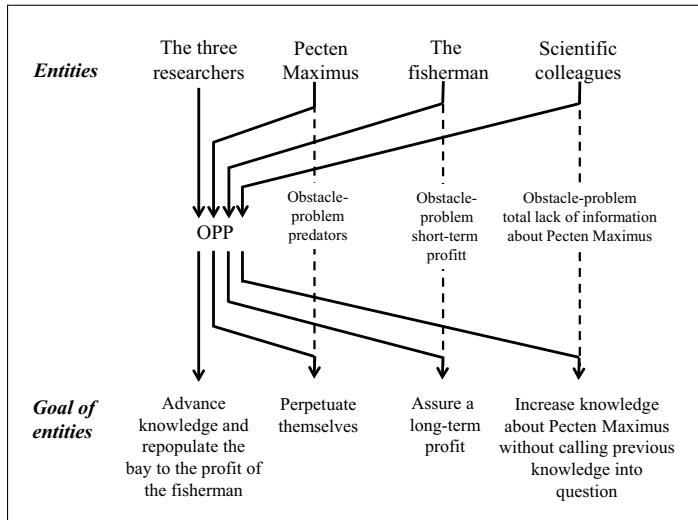 Entities
The three
researchers
Pecten
Maximus
The
fisherman
Scientific
colleagues
Obstacle-
problem
predators
Obstacle-
problem
short-term
profitt
Obstacle-problem
total lack of information
about Pecten Maximus
OPP
Goal of
entities
Advance
knowledge and
repopulate the
bay to the profit of
the fisherman
Perpetuate
themselves
Assure a
long-term
profit
Increase knowledge
about Pecten Maximus
without calling previous
knowledge into
question